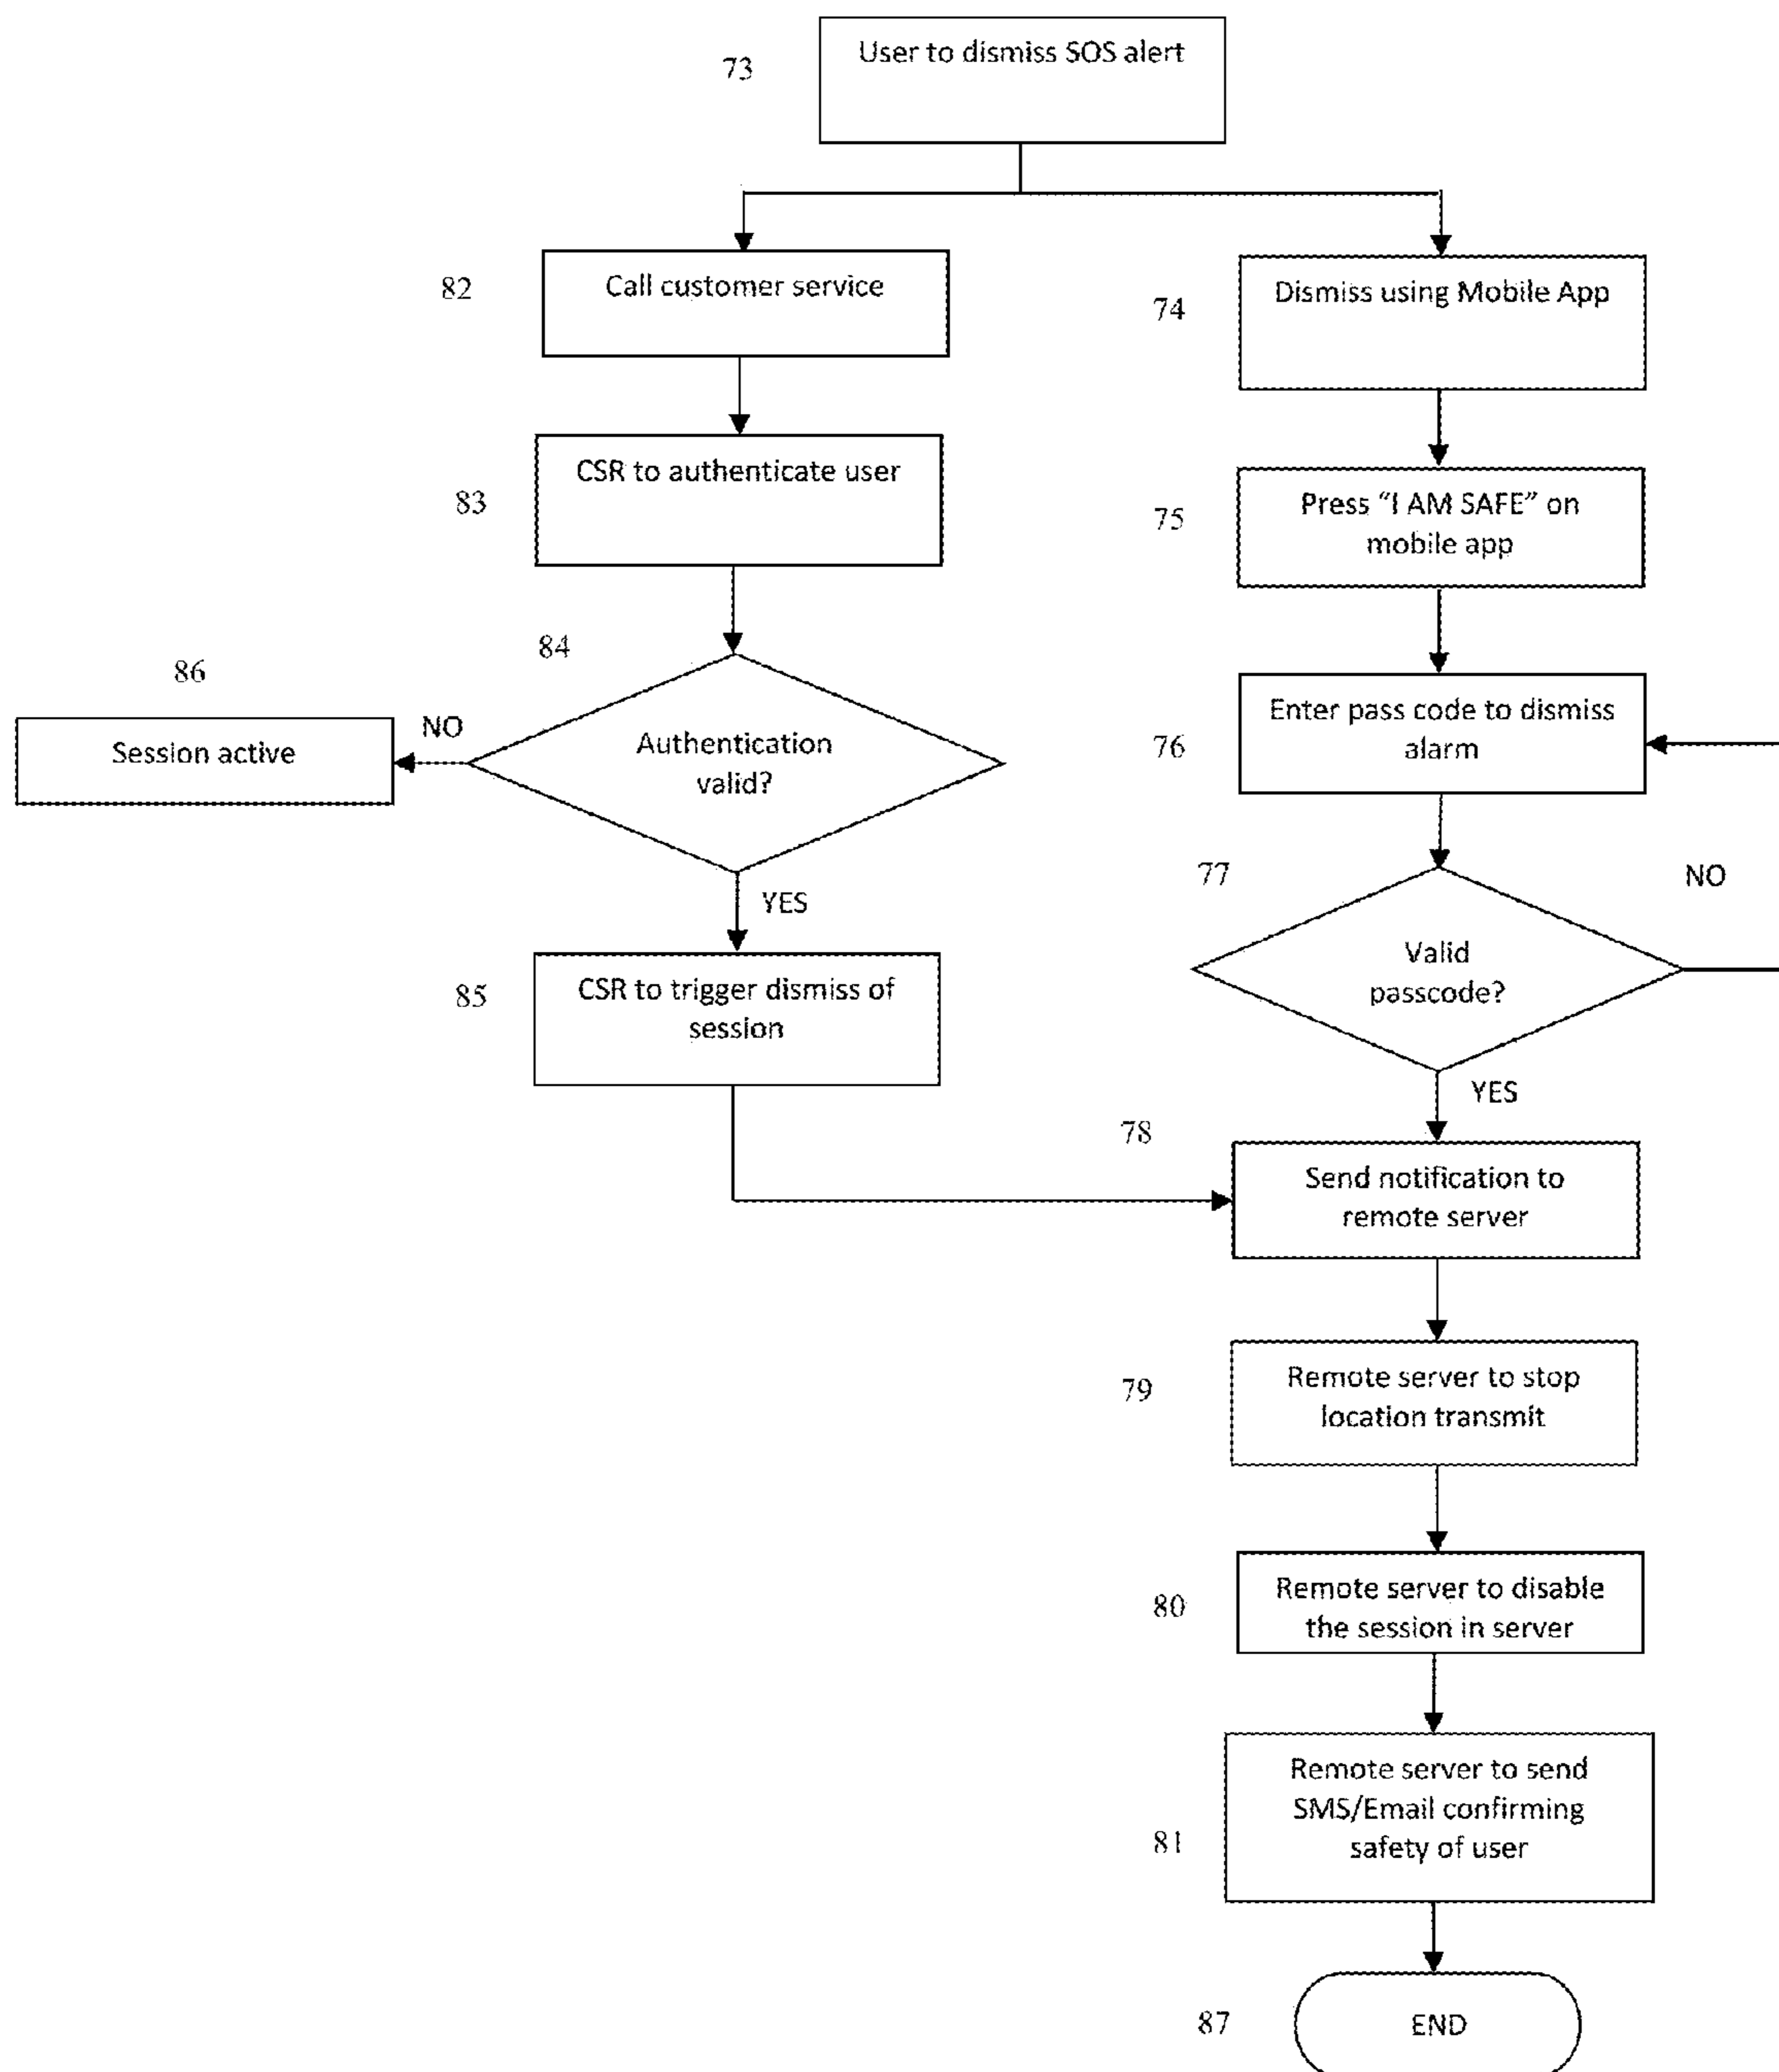 73
User to dismiss SOS alert
82
Call customer service
74
Dismiss using Mobile App
83
CSR to authenticate user
75
Press “I AM SAFE” on
mobile app
84
Authentication
valid?
86
Session active
NO
76
Enter pass code to dismiss
alarm
YES
77
Valid
passcode?
NO
85
CSR to trigger dismiss of
session
YES
78
Send notification to
remote server
79
Remote server to stop
location transmit
80
Remote server to disable
the session in server
81
Remote server to send
SMS/Email confirming
safety of user
87
END